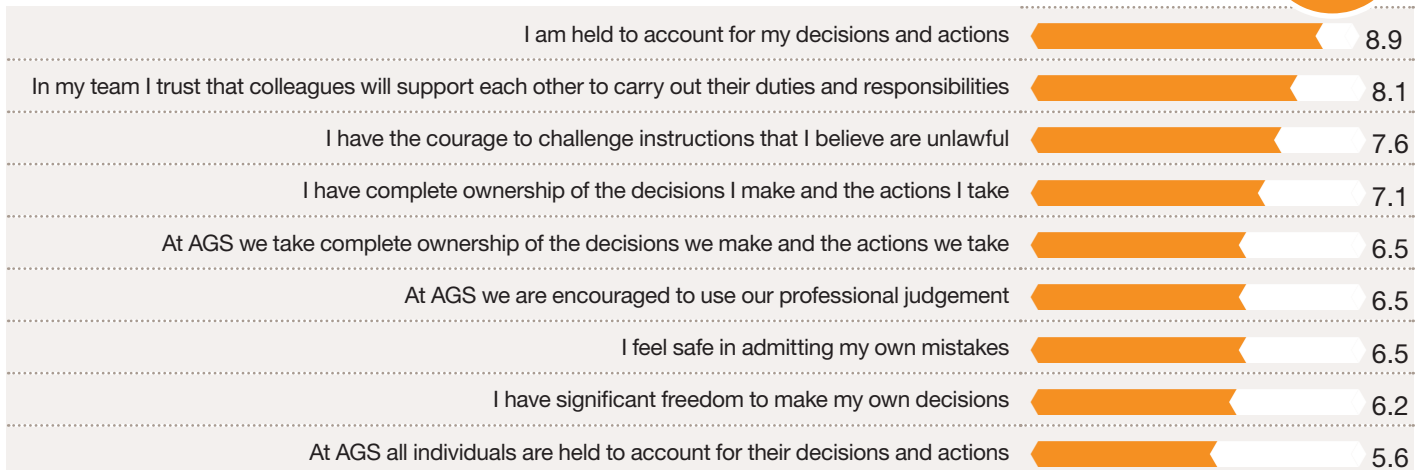 I am held to account for my decisions and actions 8.9
In my team I trust that colleagues will support each other to carry out their duties and responsibilities 8.1
I have the courage to challenge instructions that I believe are unlawful 7.6
I have complete ownership of the decisions I make and the actions I take 7.1
At AGS we take complete ownership of the decisions we make and the actions we take 6.5
At AGS we are encouraged to use our professional judgement 6.5
I feel safe in admitting my own mistakes 6.5
I have significant freedom to make my own decisions 6.2
At AGS all individuals are held to account for their decisions and actions 5.6